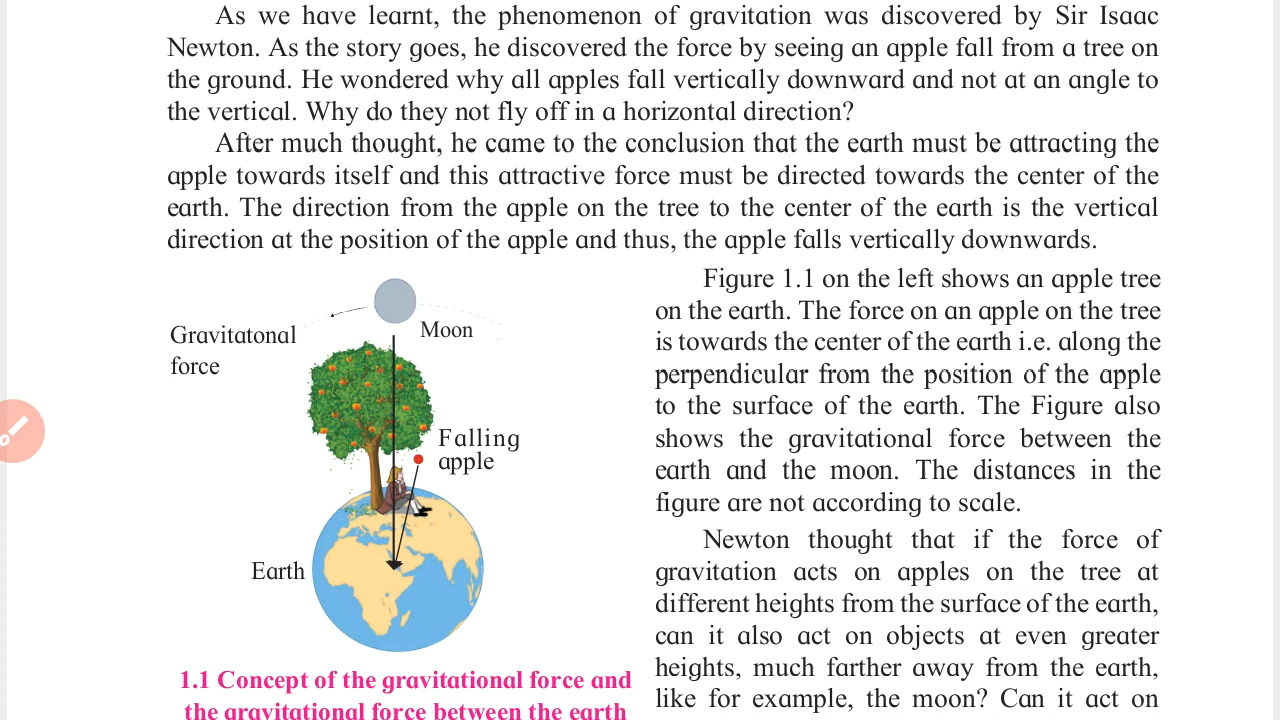 As we have learnt, the phenomenon of gravitation was discovered by Sir Isaac
Newton. As the story goes, he discovered the force by seeing an apple fall from a tree on
the ground. He wondered why all apples fall vertically downward and not at an angle to
the vertical. Why do they not fly off in a horizontal direction?
After much thought, he came to the conclusion that the earth must be attracting the
apple towards itself and this attractive force must be directed towards the center of the
earth. The direction from the apple on the tree to the center of the earth is the vertical
direction at the position of the apple and thus, the apple falls vertically downwards.
Gravitatonal
force
Moon
Falling
apple
Earth
1.1 Concept of the gravitational force and
the gravitational force between the earth
Figure 1.1 on the left shows an apple tree
on the earth. The force on an apple on the tree
is towards the center of the earth i.e. along the
perpendicular from the position of the apple
to the surface of the earth. The Figure also
shows the gravitational force between the
earth and the moon. The distances in the
figure are not according to scale.
Newton thought that if the force of
gravitation acts on apples on the tree at
different heights from the surface of the earth,
can it also act on objects at even greater
heights, much farther away from the earth,
like for example, the moon? Can it act on